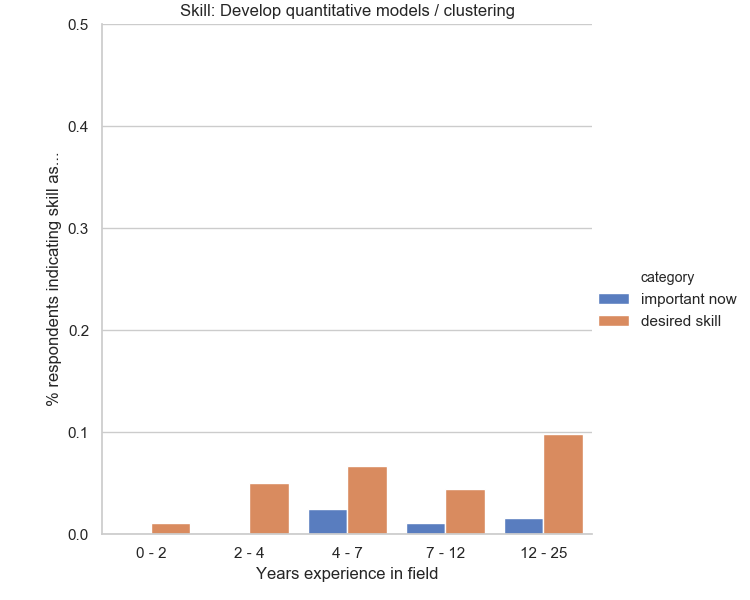 Skill: Develop quantitative models / clustering
0.5
0.4
0.3
0.2
0.1
0.0
% respondents indicating skill as...
0 - 2
2 - 4
4 - 7
7 - 12
12 - 25
Years experience in field
category
important now
desired skill